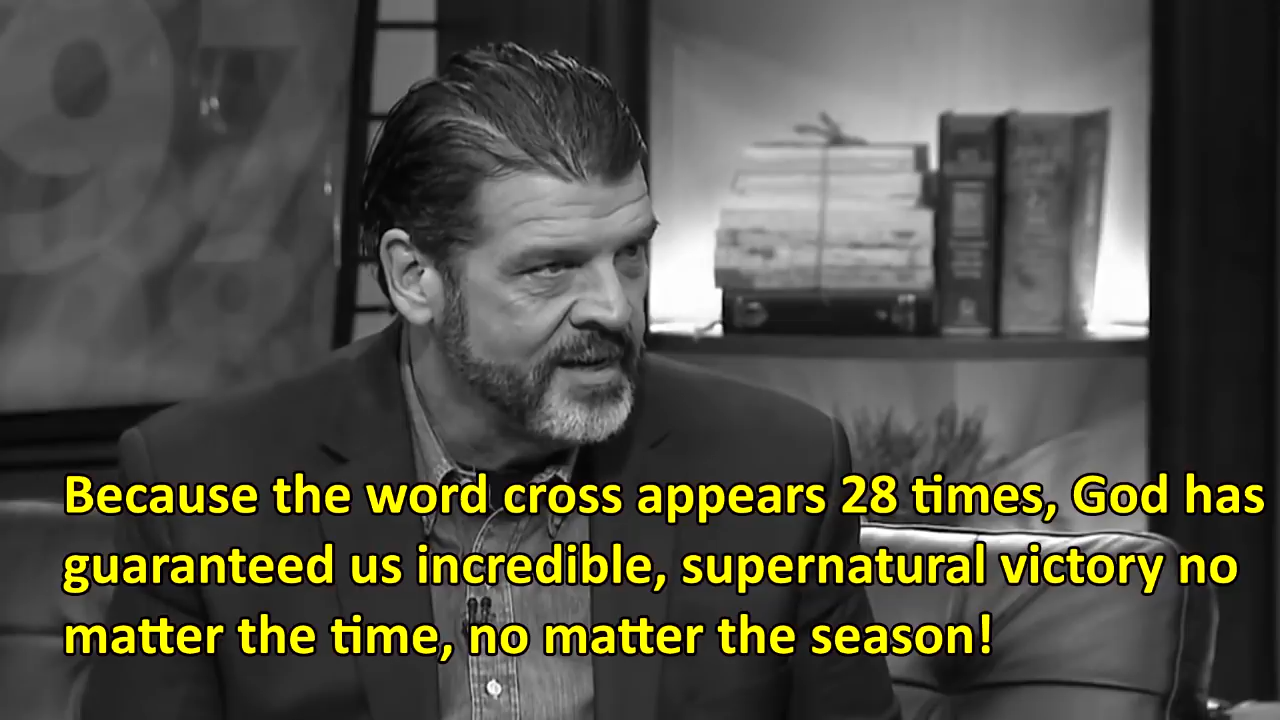 Because the word cross appears 28 times, God has
guaranteed us incredible, supernatural victory no
matter the time, no matter the season!